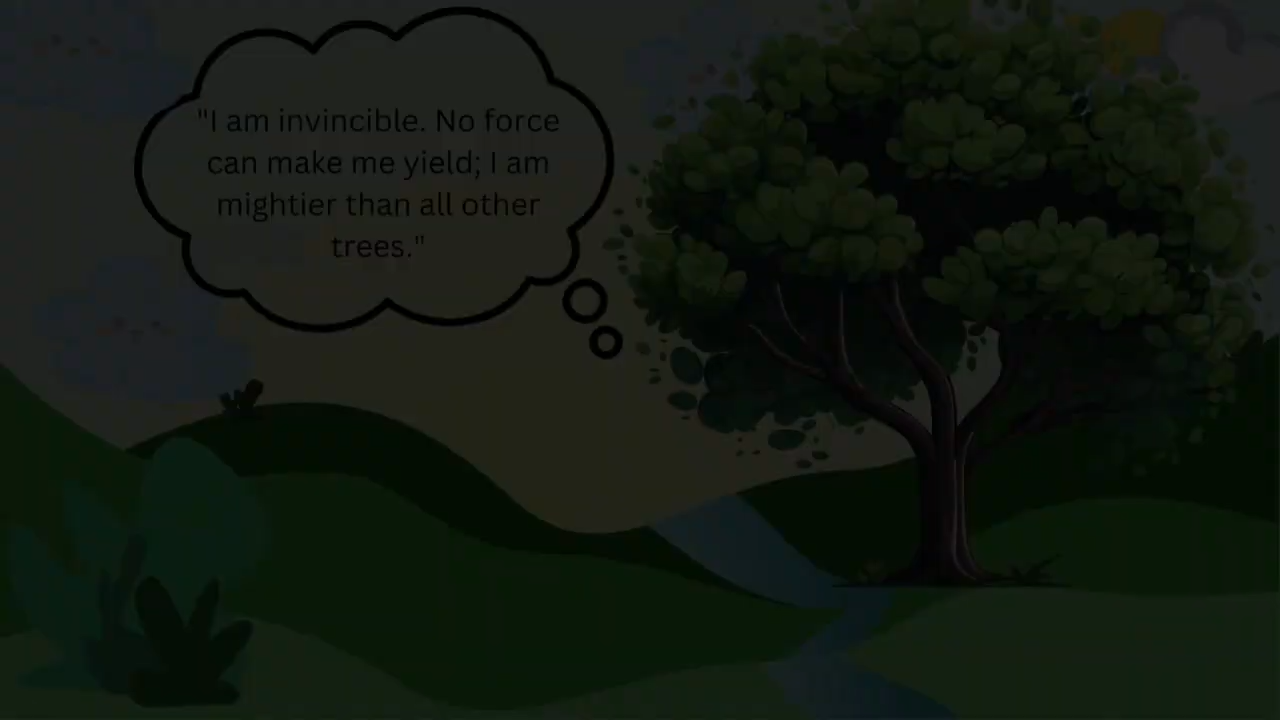 "I am invincible. No force
can make me yield; I am
mightier than all other
trees."